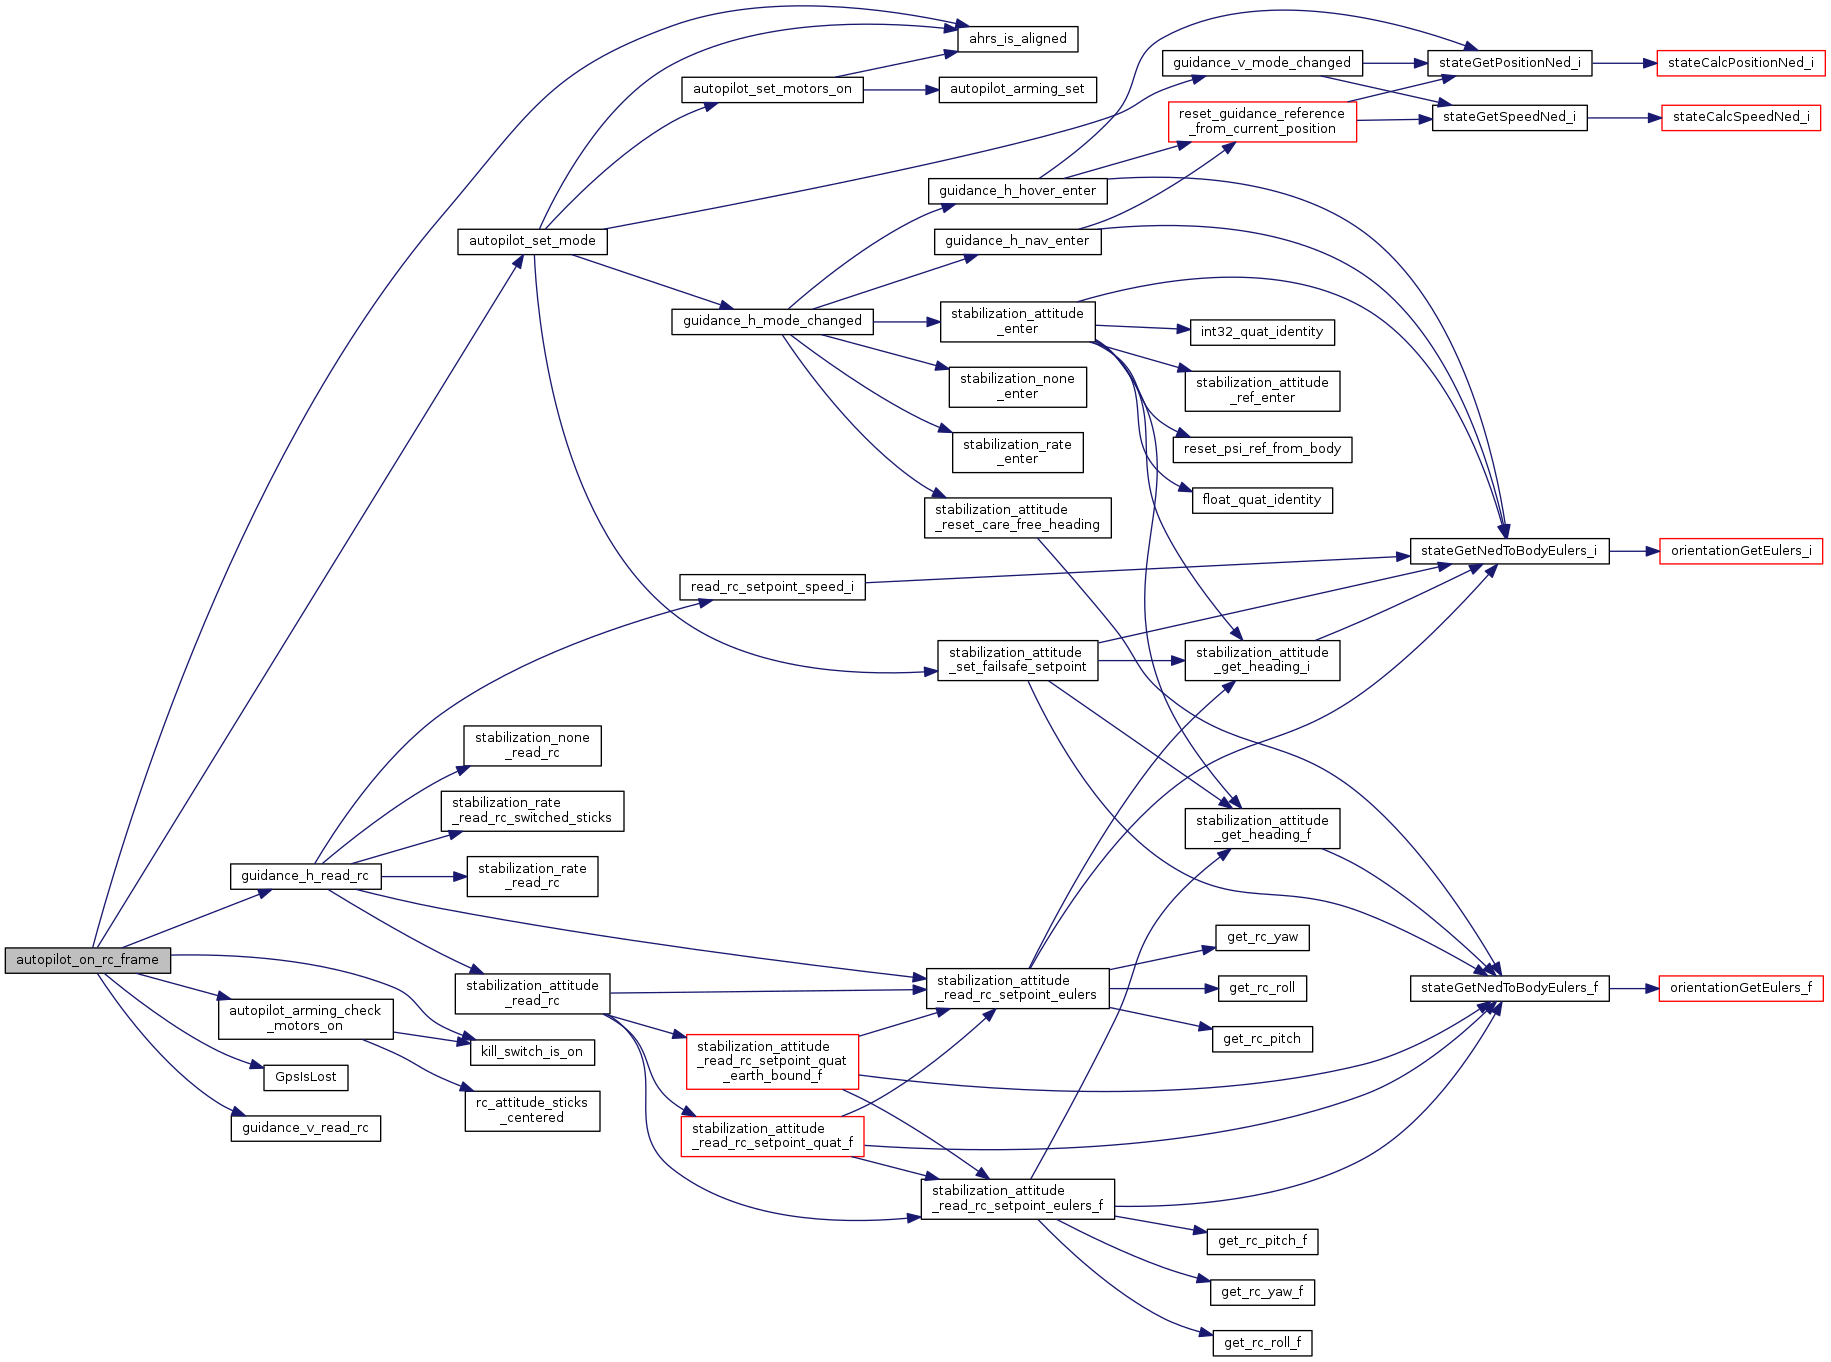 ahrs_is_aligned
guidance_v_mode_changed
stateGetPositionNed_i
stateCalcPositionNed_i
autopilot_set_motors_on
autopilot_arming_set
reset_guidance_reference
_from_current_position
stateGetSpeedNed_i
stateCalcSpeedNed_i
guidance_h_hover_enter
autopilot_set_mode
guidance_h_nav_enter
guidance_h_mode_changed
stabilization_attitude
_enter
int32_quat_identity
stabilization_none
_enter
stabilization_attitude
_ref_enter
stabilization_rate
_enter
reset_psi_ref_from_body
float_quat_identity
stabilization_attitude
_reset_care_free_heading
stateGetNedToBodyEulers_i
orientationGetEulers_i
read_rc_setpoint_speed_i
stabilization_attitude
_set_failsafe_setpoint
stabilization_attitude
_get_heading_i
stabilization_none
_read_rc
stabilization_rate
_read_rc_switched_sticks
stabilization_attitude
_get_heading_f
guidance_h_read_rc
stabilization_rate
_read_rc
get_rc_yaw
autopilot_on_rc_frame
stabilization_attitude
_read_rc
stabilization_attitude
_read_rc_setpoint_eulers
get_rc_roll
stateGetNedToBodyEulers_f
orientationGetEulers_f
autopilot_arming_check
_motors_on
get_rc_pitch
kill_switch_is_on
stabilization_attitude
_read_rc_setpoint_quat
_earth_bound_f
GpsIsLost
rc_attitude_sticks
_centered
guidance_v_read_rc
stabilization_attitude
_read_rc_setpoint_quat_f
stabilization_attitude
_read_rc_setpoint_eulers_f
get_rc_pitch_f
get_rc_yaw_f
get_rc_roll_f